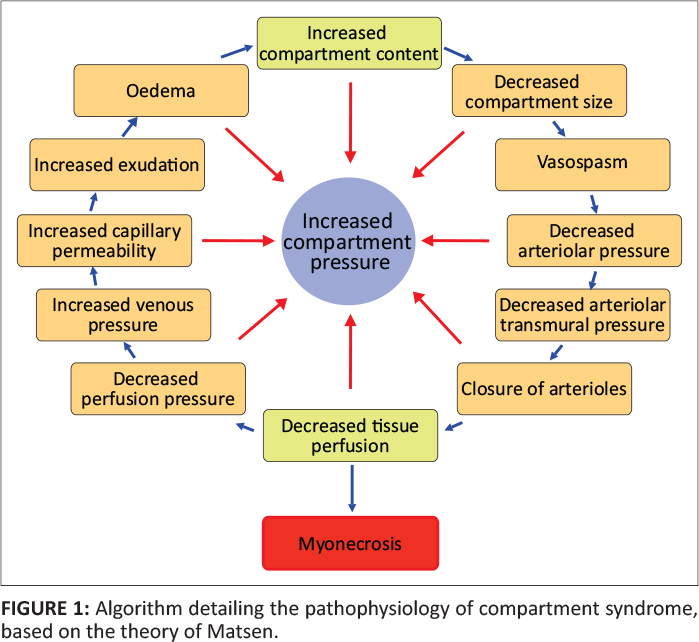 Increased
compartment content
Decreased
compartment size
Vasospasm
Decreased
arteriolar pressure
Decreased arteriolar
transmural pressure
Closure of arterioles
Decreased tissue
perfusion
Decreased
perfusion pressure
Increased venous
pressure
Increased capillary
permeability
Increased exudation
Oedema
Increased
compartment
pressure
Myonecrosis
FIGURE 1: Algorithm detailing the pathophysiology of compartment syndrome,
based on the theory of Matsen.